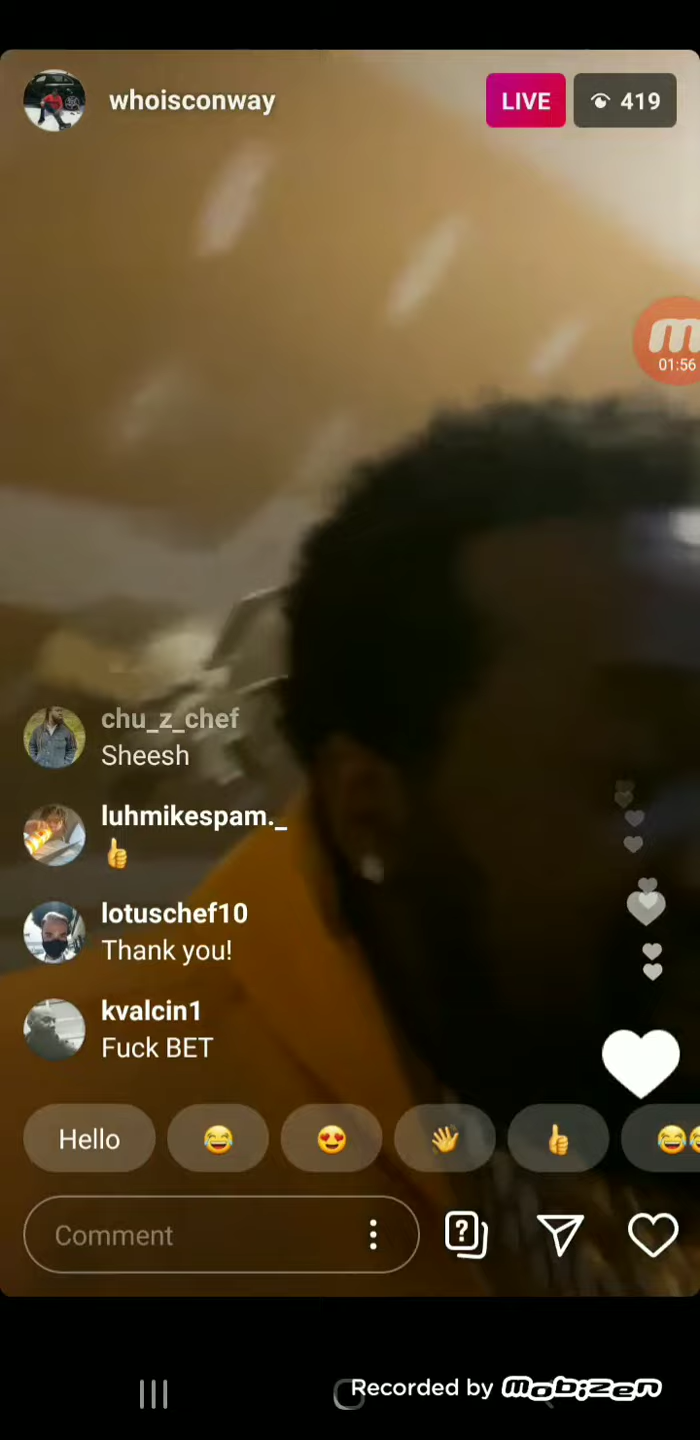 whoisconway
LIVE
419
01:56
chu_z_chef
Sheesh
luhmikespam._
lotuschef10
Thank you!
kvalcin1
Fuck BET
Hello
Comment
Recorded by mobizen